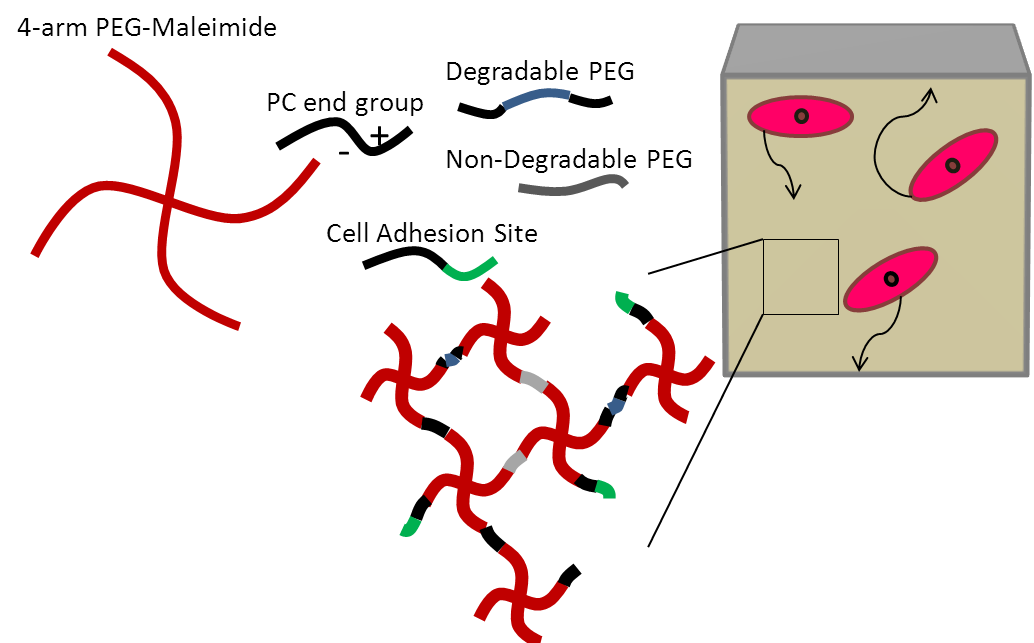 4-arm PEG-Maleimide
Degradable PEG
PC end group
+
-
Non-Degradable PEG
Cell Adhesion Site